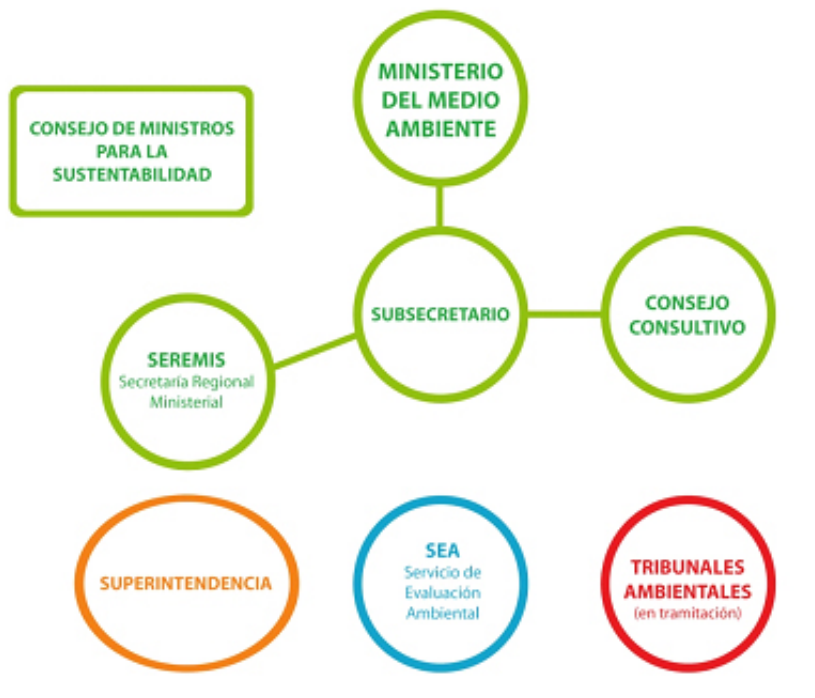 MINISTERIO
DEL MEDIO
AMBIENTE
CONSEJO DE MINISTROS
PARA LA
SUSTENTABILIDAD
SUBSECRETARIO
CONSEJO
CONSULTIVO
SEREMIS
Secretaría Regional
Ministerial
SUPERINTENDENCIA
SEA
Servicio de
Evaluación
Ambiental
TRIBUNALES
AMBIENTALES
(en tramitación)